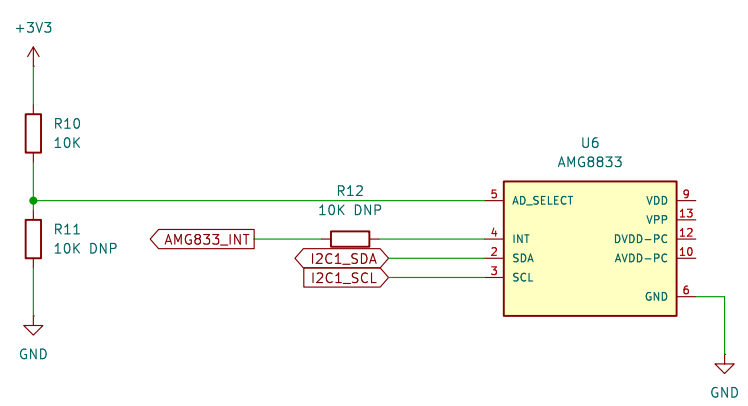 +3V3
R10
10K
R11
10K DNP
GND
R12
10K DNP
AMG833_INT
I2C1_SDA
I2C1_SCL
U6
AMG8833
5 AD_SELECT
4 INT
2 SDA
3 SCL
VDD 9
VPP 13
DVDD-PC 12
AVDD-PC 10
GND 6
GND